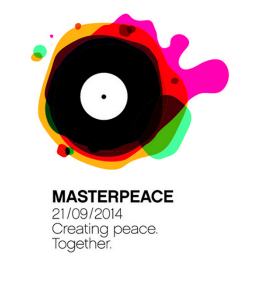 MASTERPEACE
21/09/2014
Creating peace.
Together.